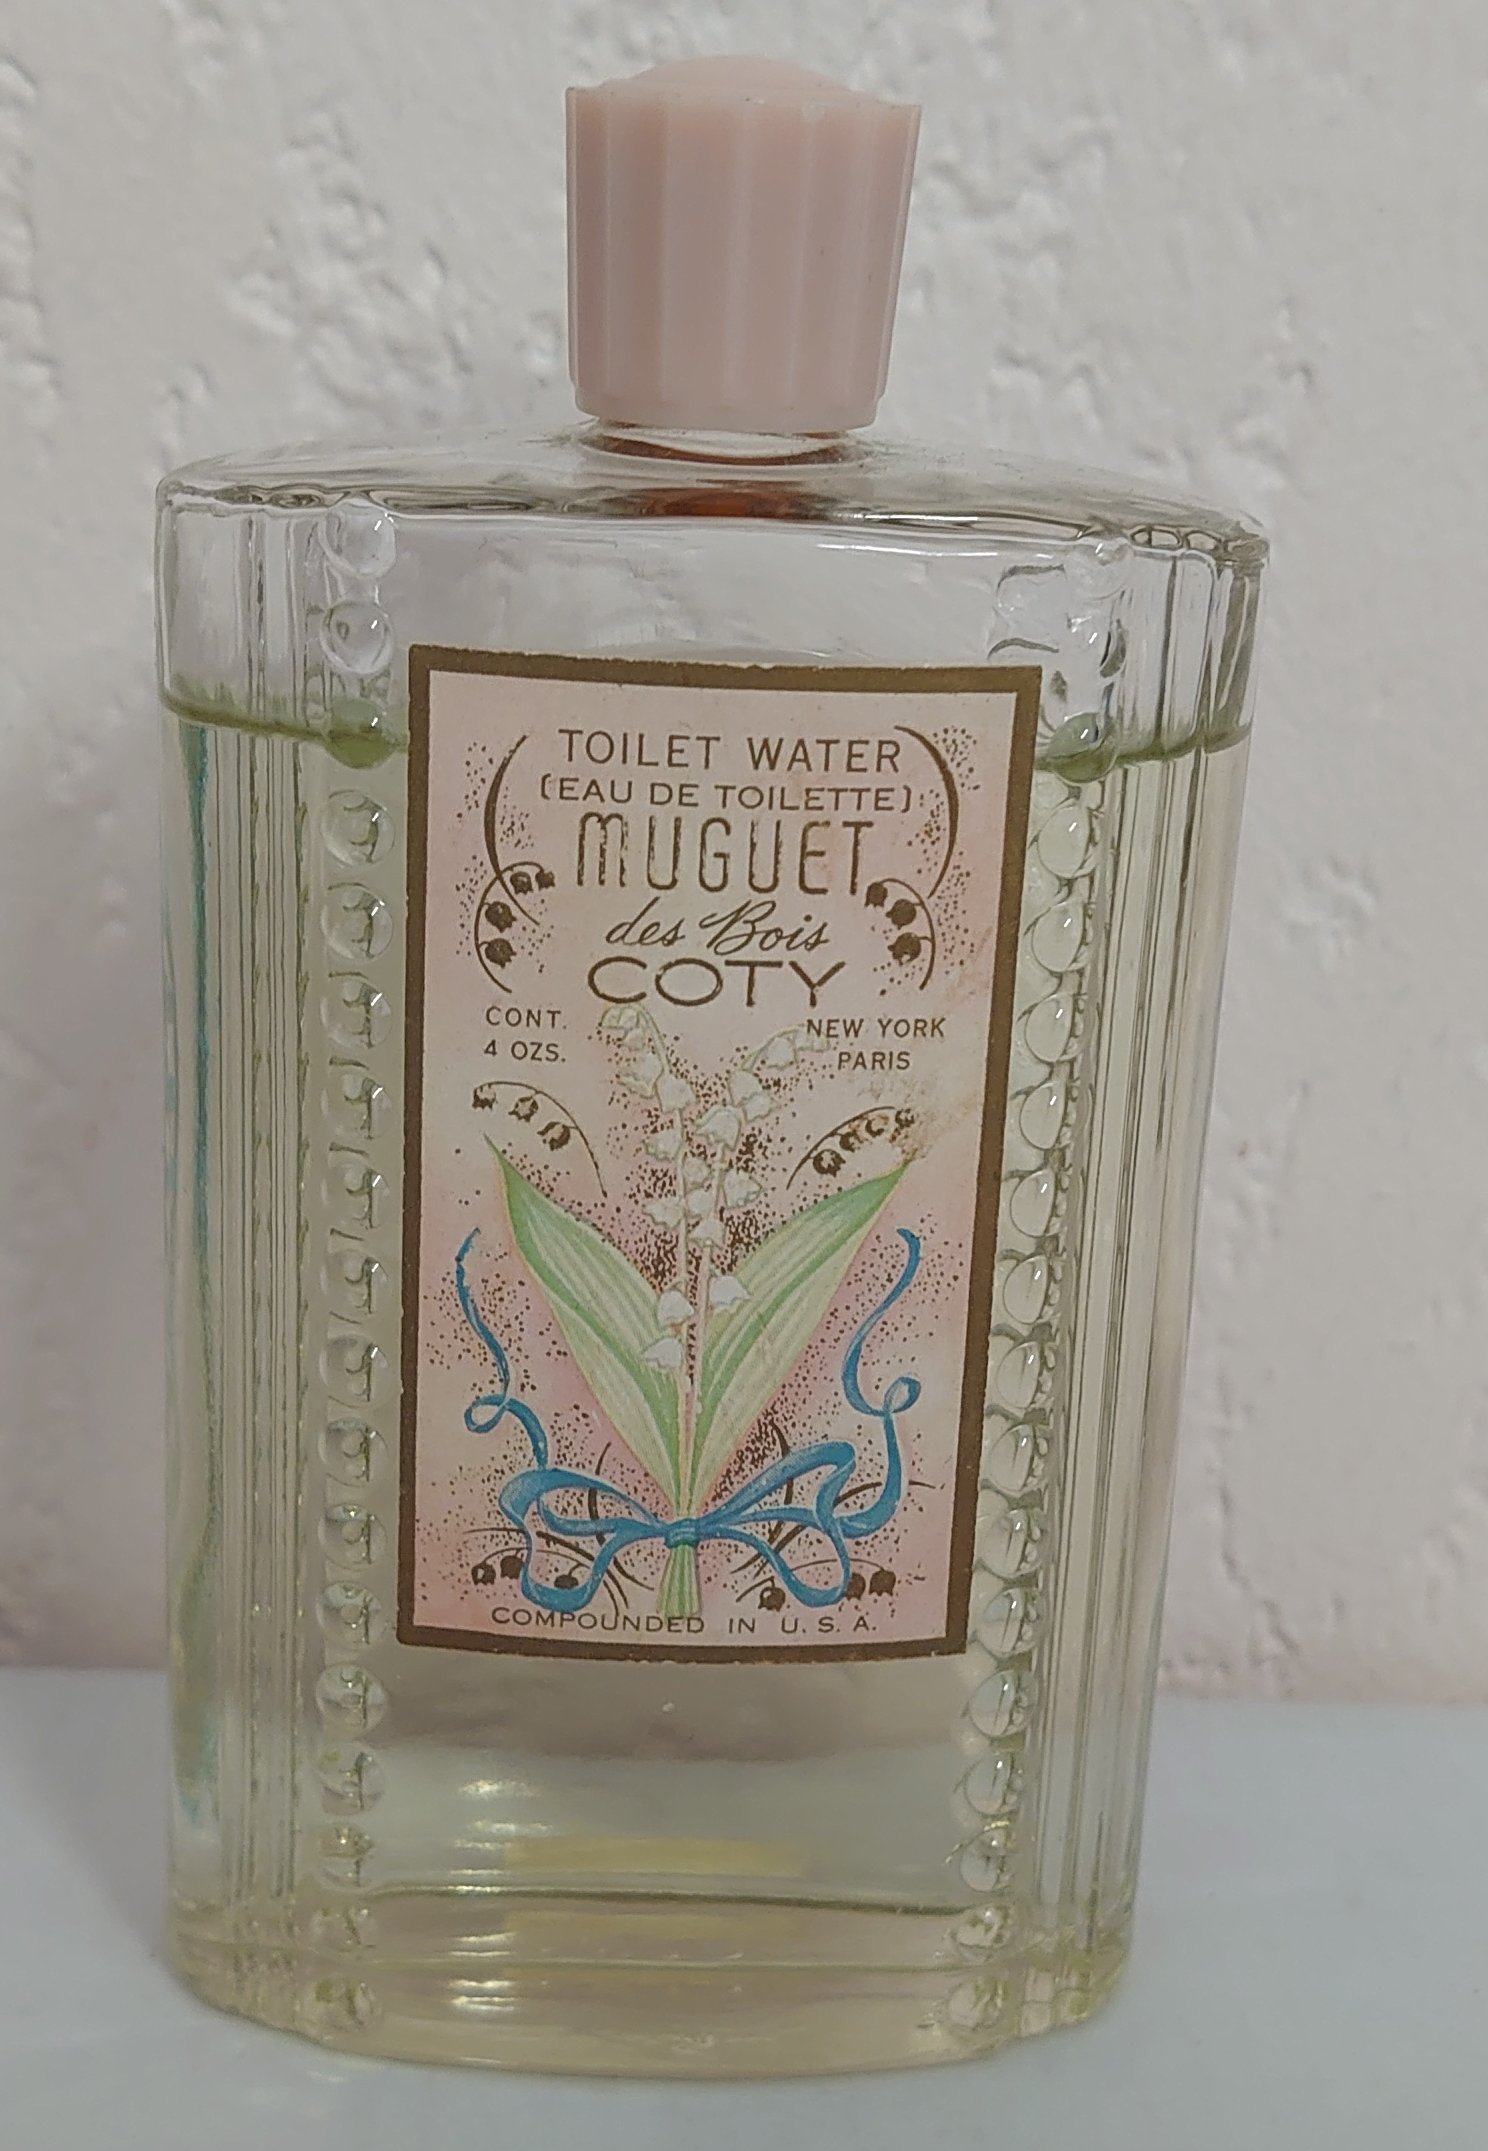 TOILET WATER
(EAU DE TOILETTE)
MUGUET
des Bois
COTY
CONT.
4 OZS.
NEW YORK
PARIS
COMPOUNDED IN U.S.A.